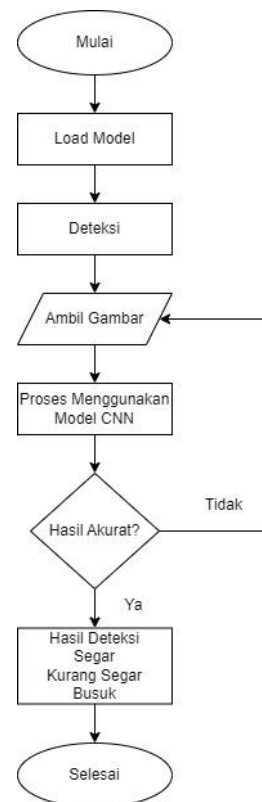 Mulai
Load Model
Deteksi
Ambil Gambar
Proses Menggunakan
Model CNN
Hasil Akurat?
Tidak
Ya
Hasil Deteksi
Segar
Kurang Segar
Busuk
Selesai